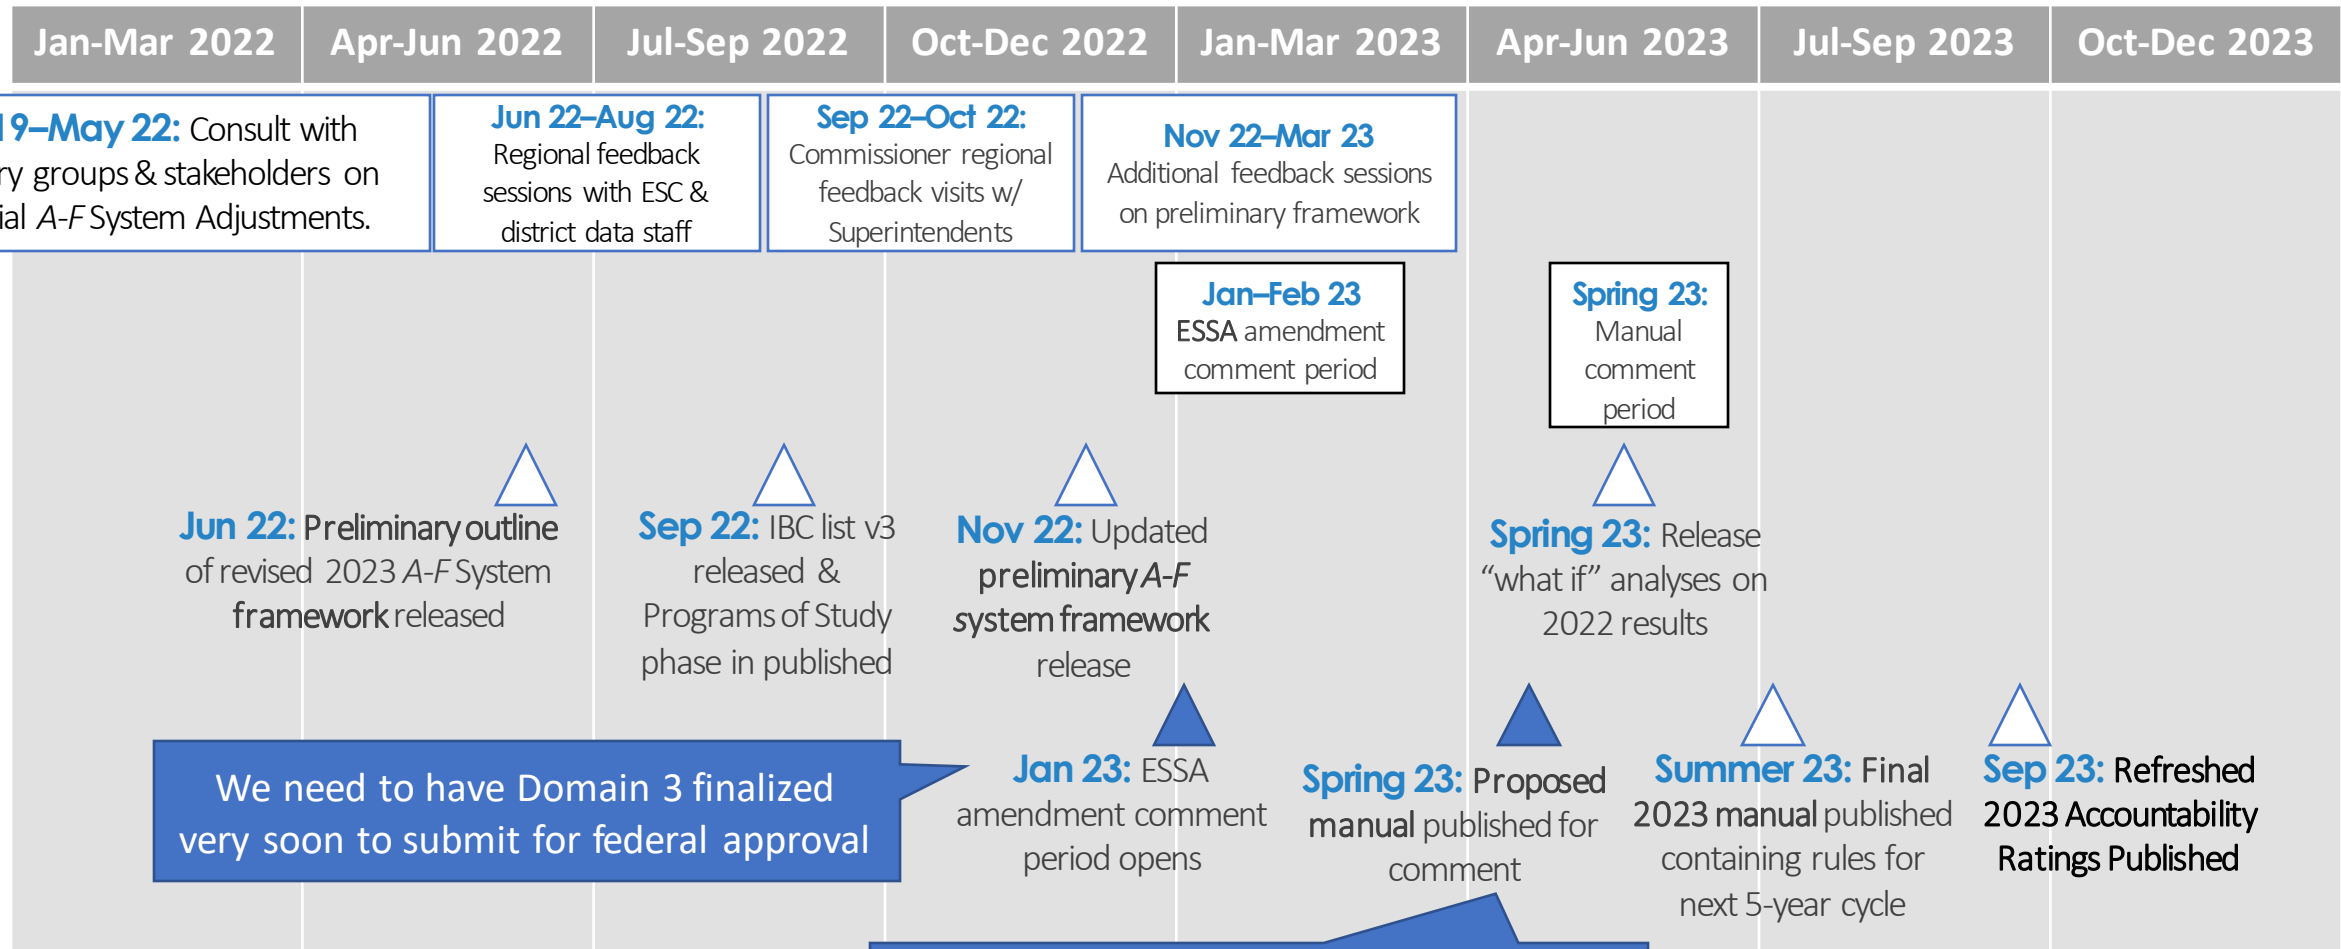 Jan-Mar 2022 Apr-Jun 2022 Jul-Sep 2022 Oct-Dec 2022 Jan-Mar 2023 Apr-Jun 2023 Jul-Sep 2023 Oct-Dec 2023
19–May 22: Consult with
ry groups & stakeholders on
ial A-F System Adjustments.
Jun 22–Aug 22:
Regional feedback
sessions with ESC &
district data staff
Sep 22–Oct 22:
Commissioner regional
feedback visits w/
Superintendents
Nov 22–Mar 23
Additional feedback sessions
on preliminary framework
Jan–Feb 23
ESSA amendment
comment period
Spring 23:
Manual
comment
period
Jun 22: Preliminary outline
of revised 2023 A-F System
framework released
Sep 22: IBC list v3
released &
Programs of Study
phase in published
Nov 22: Updated
preliminary A-F
system framework
release
Spring 23: Release
“what if” analyses on
2022 results
We need to have Domain 3 finalized
very soon to submit for federal approval
Jan 23: ESSA
amendment comment
period opens
Spring 23: Proposed
manual published for
comment
Summer 23: Final
2023 manual published
containing rules for
next 5-year cycle
Sep 23: Refreshed
2023 Accountability
Ratings Published